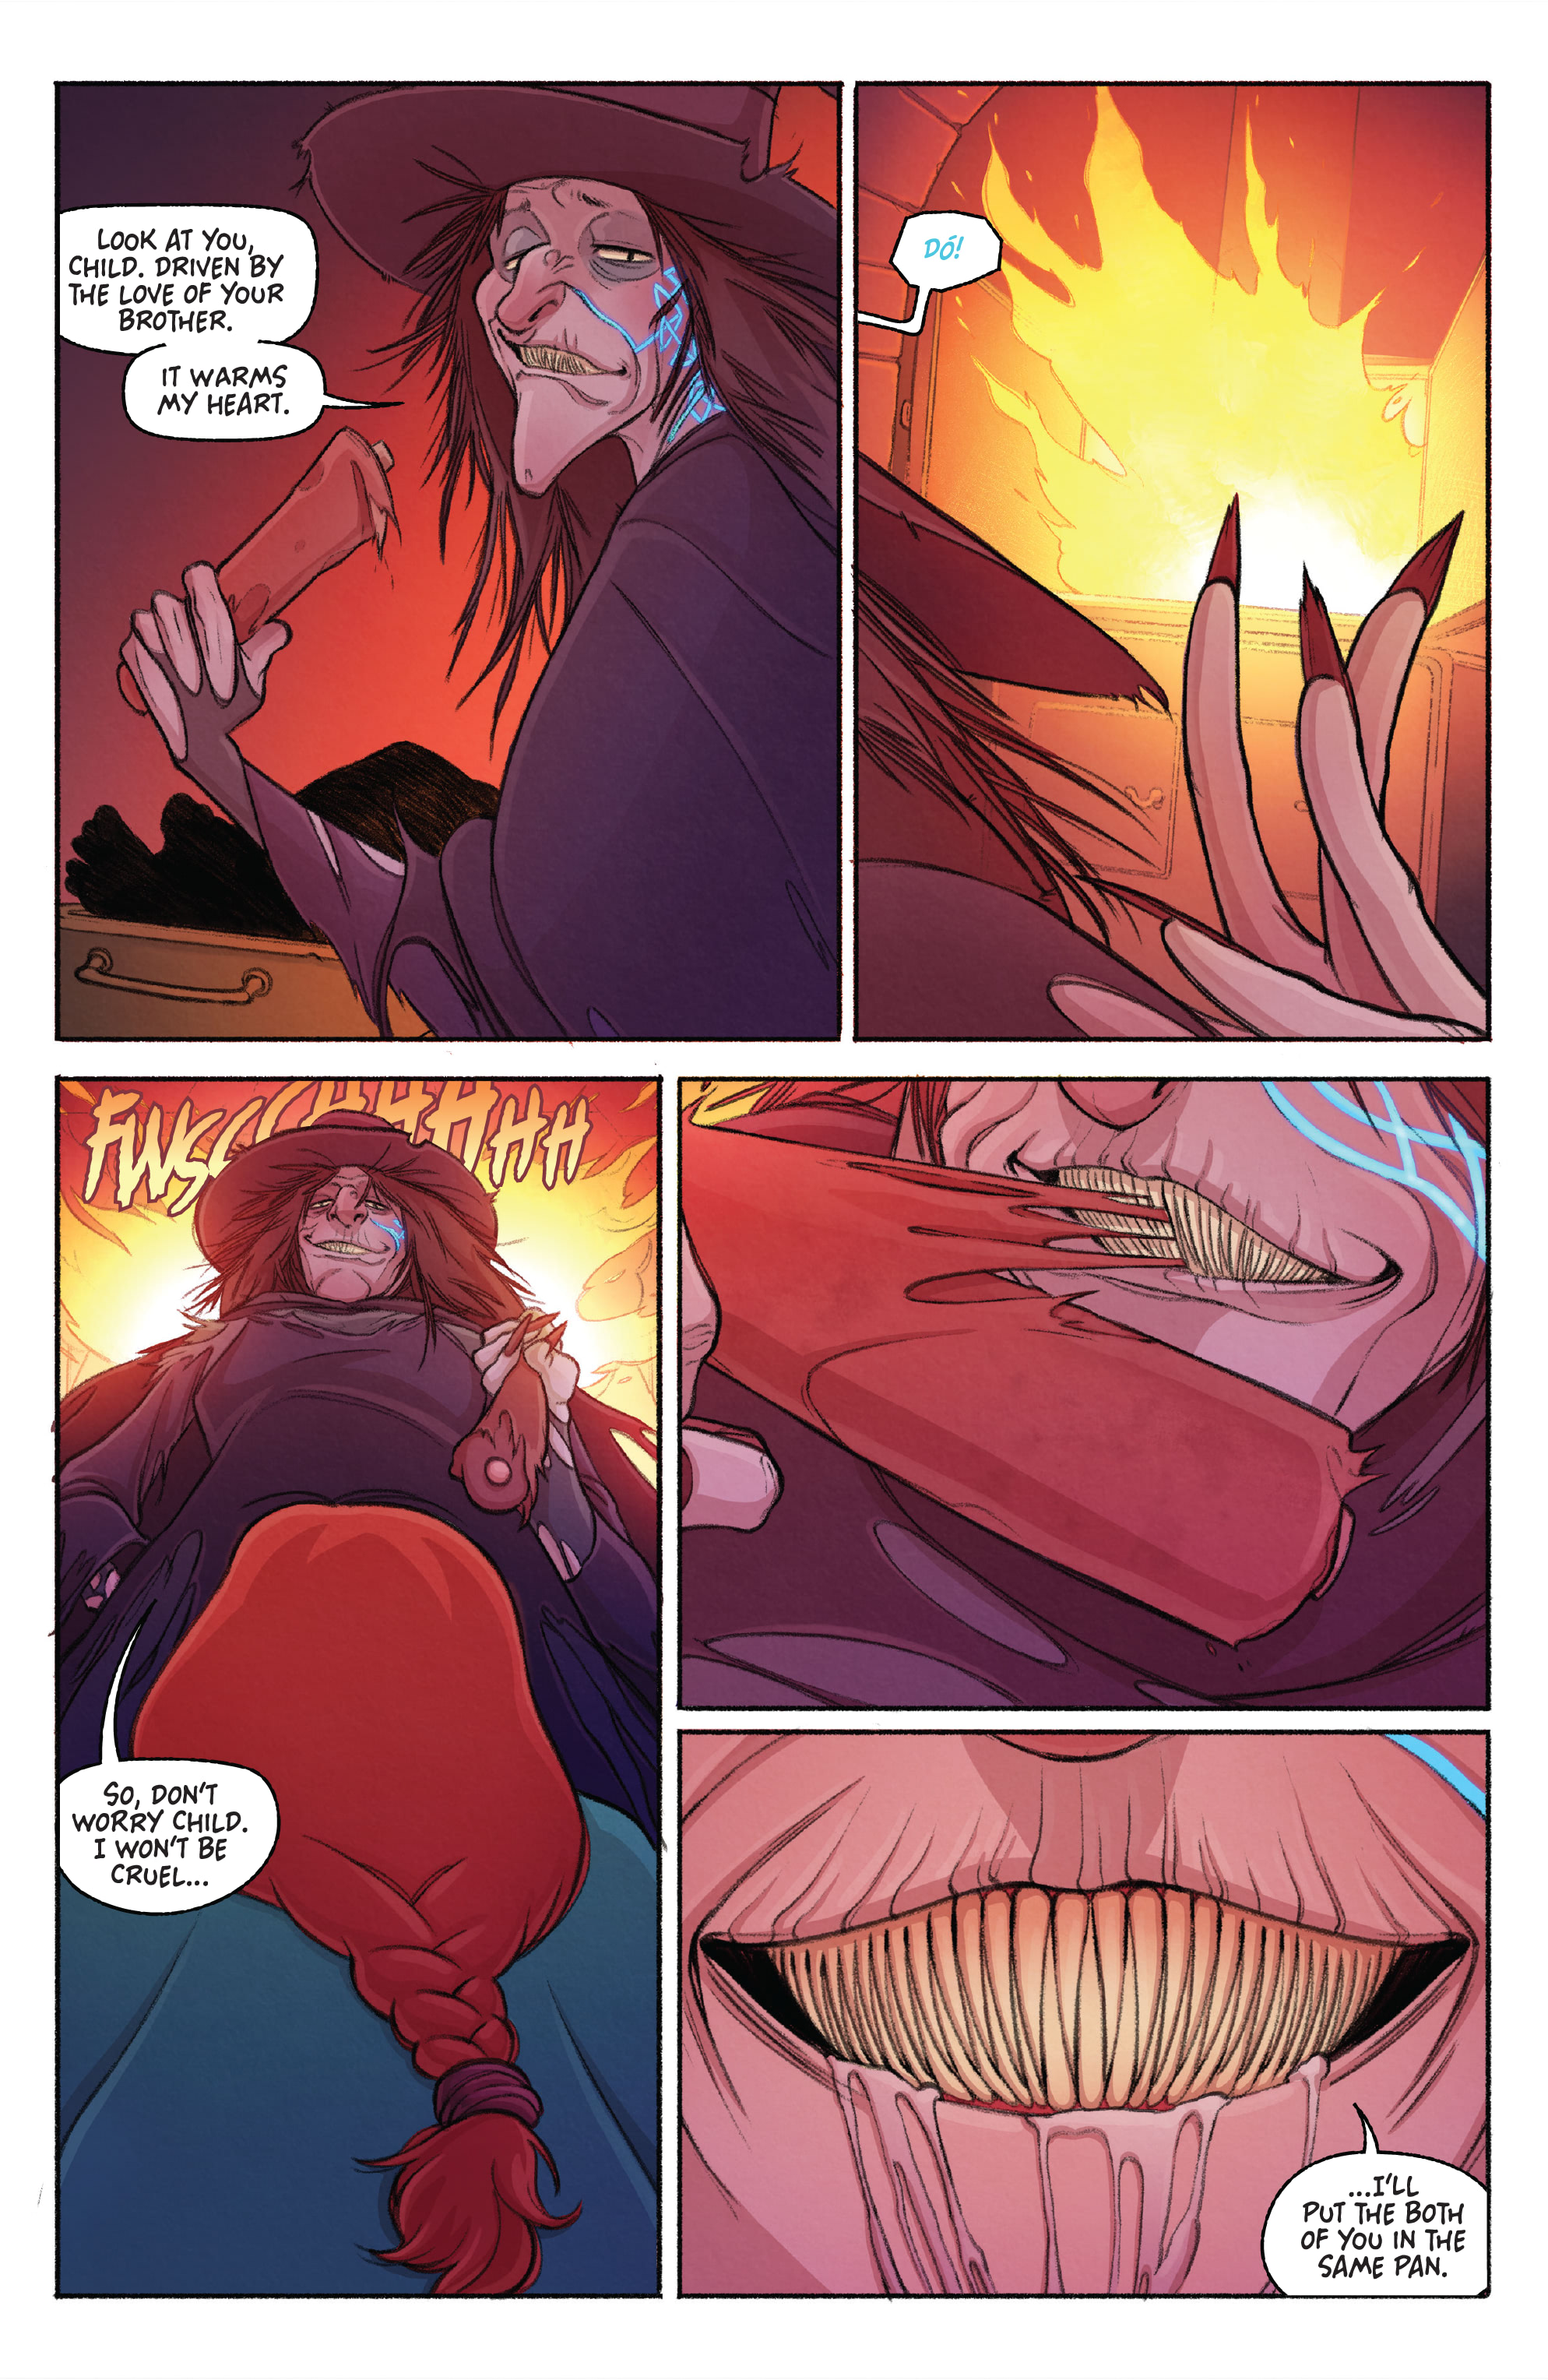 LOOK AT YOU,
CHILD. DRIVEN BY
THE LOVE OF YOUR
BROTHER.
IT WARMS
MY HEART.
DÓ!
FWSCCHHHHHH
SO, DON'T
WORRY CHILD.
I WON'T BE
CRUEL...
...I'LL
PUT THE BOTH
OF YOU IN THE
SAME PAN.